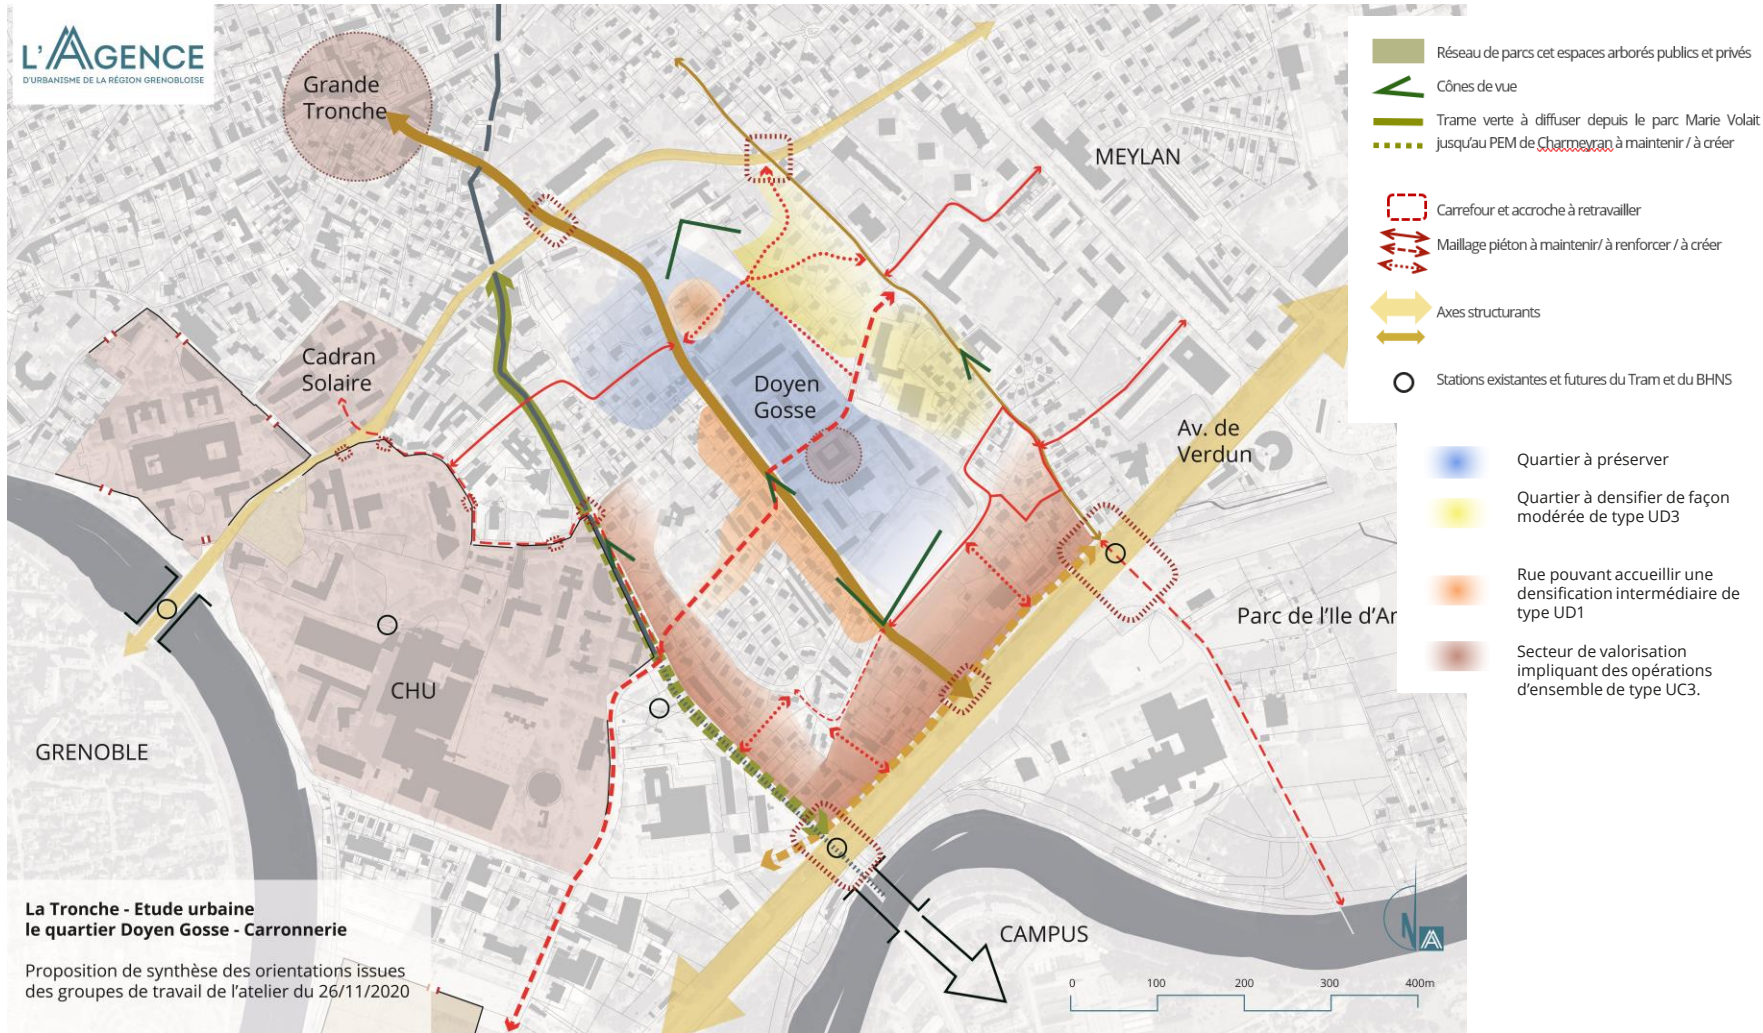 L'AGENCE
D'URBANISME DE LA RÉGION GRENOBLOISE
Grande
Tronche
MEYLAN
Cadran
Solaire
Doyen
Gosse
Av. de
Verdun
Parc de l'Ile d'Ar
CHU
GRENOBLE
CAMPUS
La Tronche - Etude urbaine
le quartier Doyen Gosse - Carronnerie
Proposition de synthèse des orientations issues
des groupes de travail de l'atelier du 26/11/2020
N
0 100 200 300 400m
Réseau de parcs cet espaces arborés publics et privés
Cônes de vue
Trame verte à diffuser depuis le parc Marie Volait
jusqu'au PEM de Charmeyran à maintenir / à créer
Carrefour et accroche à retravailler
Maillage piéton à maintenir/ à renforcer / à créer
Axes structurants
Stations existantes et futures du Tram et du BHNS
Quartier à préserver
Quartier à densifier de façon
modérée de type UD3
Rue pouvant accueillir une
densification intermédiaire de
type UD1
Secteur de valorisation
impliquant des opérations
d'ensemble de type UC3.